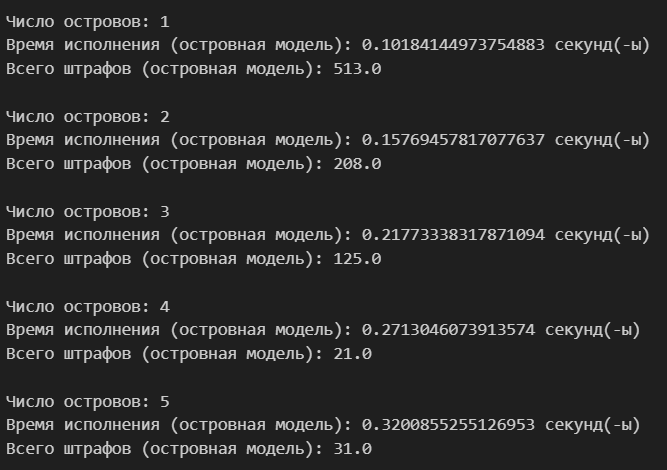 Число островов: 1
Время исполнения (островная модель): 0.10184144973754883 секунд(-ы)
Всего штрафов (островная модель): 513.0
Число островов: 2
Время исполнения (островная модель): 0.15769457817077637 секунд(-ы)
Всего штрафов (островная модель): 208.0
Число островов: 3
Время исполнения (островная модель): 0.21773338317871094 секунд(-ы)
Всего штрафов (островная модель): 125.0
Число островов: 4
Время исполнения (островная модель): 0.2713046073913574 секунд(-ы)
Всего штрафов (островная модель): 21.0
Число островов: 5
Время исполнения (островная модель): 0.3200855255126953 секунд(-ы)
Всего штрафов (островная модель): 31.0